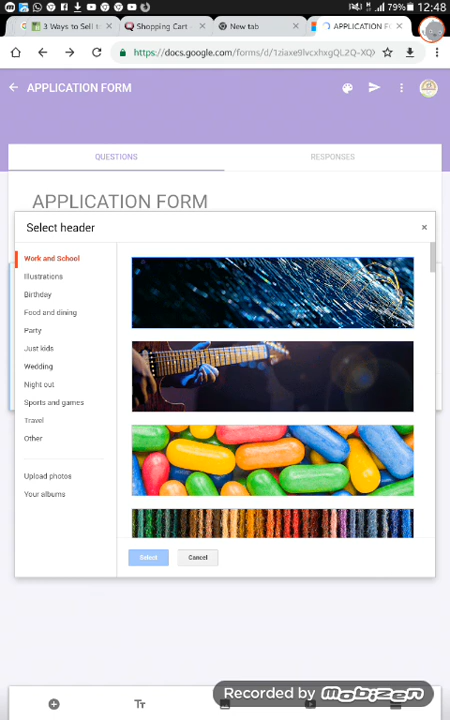 79% 12:48
3 Ways to Sell t
Shopping Cart
New tab
APPLICATION F
https://docs.google.com/forms/d/1ziaxe9lvcxhxgQL2Q-XQX
APPLICATION FORM
QUESTIONS
RESPONSES
APPLICATION FORM
Select header
Work and School
Illustrations
Birthday
Food and dining
Party
Just kids
Wedding
Night out
Sports and games
Travel
Other
Upload photos
Your albums
Select
Cancel
Tт
Recorded by MOBIZEN